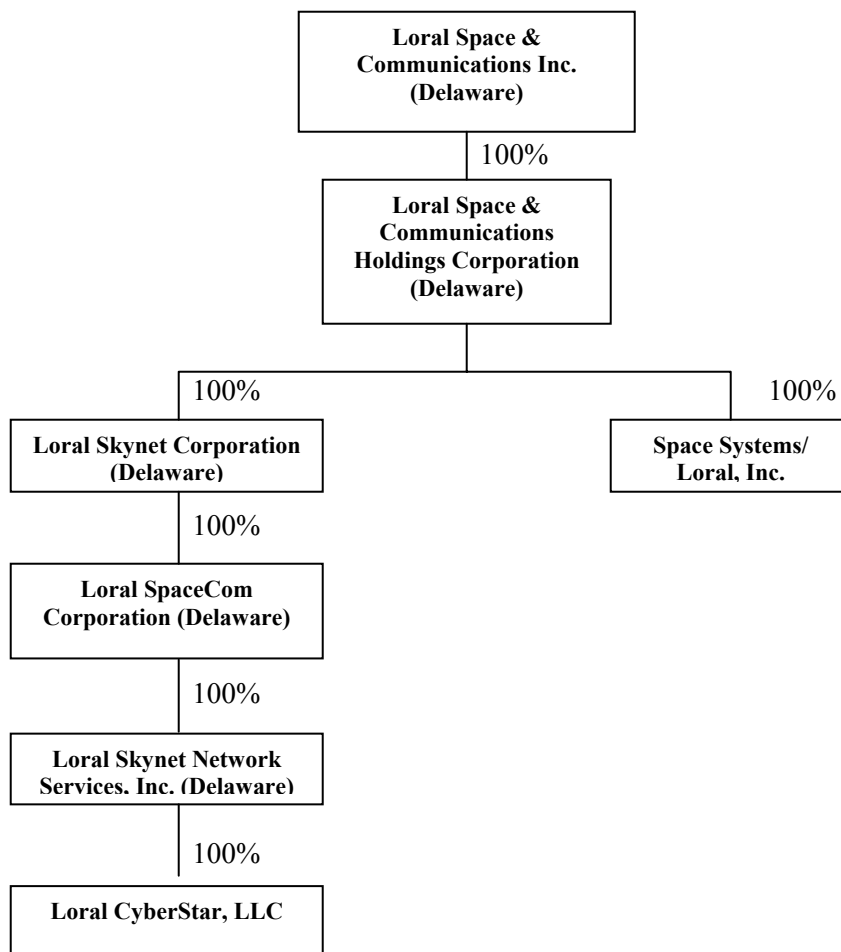 Loral Space &
Communications Inc.
(Delaware)
100%
Loral Space &
Communications
Holdings Corporation
(Delaware)
100%
100%
Loral Skynet Corporation
(Delaware)
Space Systems/
Loral, Inc.
100%
Loral SpaceCom
Corporation (Delaware)
100%
Loral Skynet Network
Services, Inc. (Delaware)
100%
Loral CyberStar, LLC